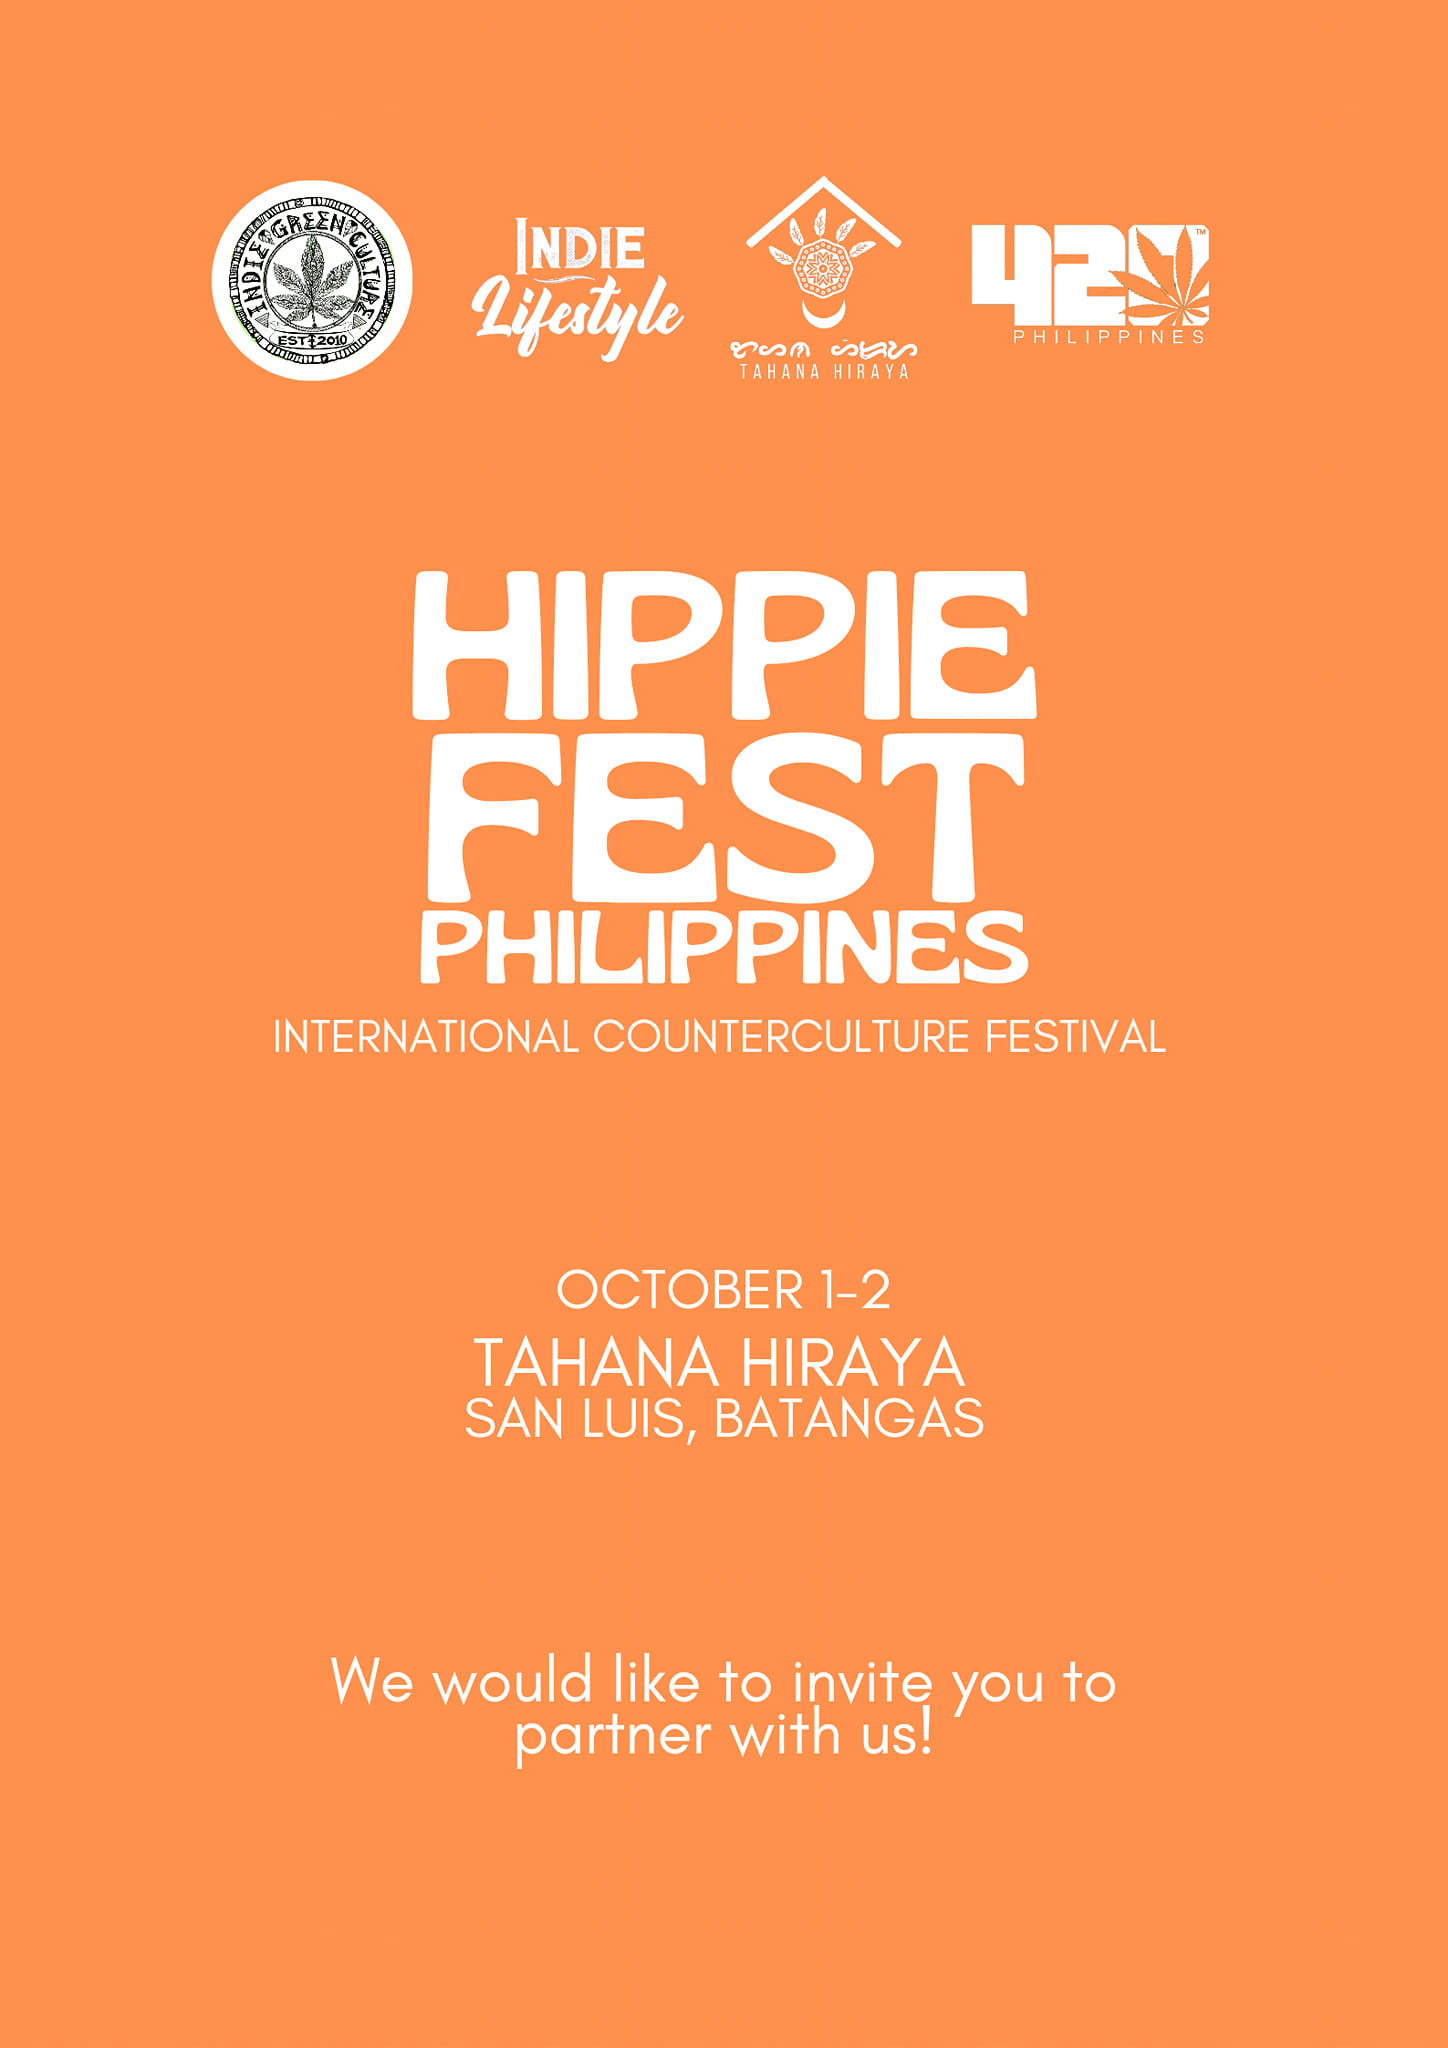 INDIE GREEN CULTURE
EST 2010
INDIE
Lifestyle
TAHANA HIRAYA
420
TM
PHILIPPINES
HIPPIE
FEST
PHILIPPINES
INTERNATIONAL COUNTERCULTURE FESTIVAL
OCTOBER 1-2
TAHANA HIRAYA
SAN LUIS, BATANGAS
We would like to invite you to
partner with us!